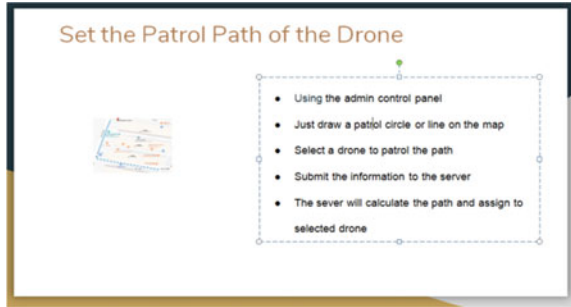 Set the Patrol Path of the Drone
Using the admin control panel
Just draw a patrol circle or line on the map
Select a drone to patrol the path
Submit the information to the server
The sever will calculate the path and assign to
selected drone